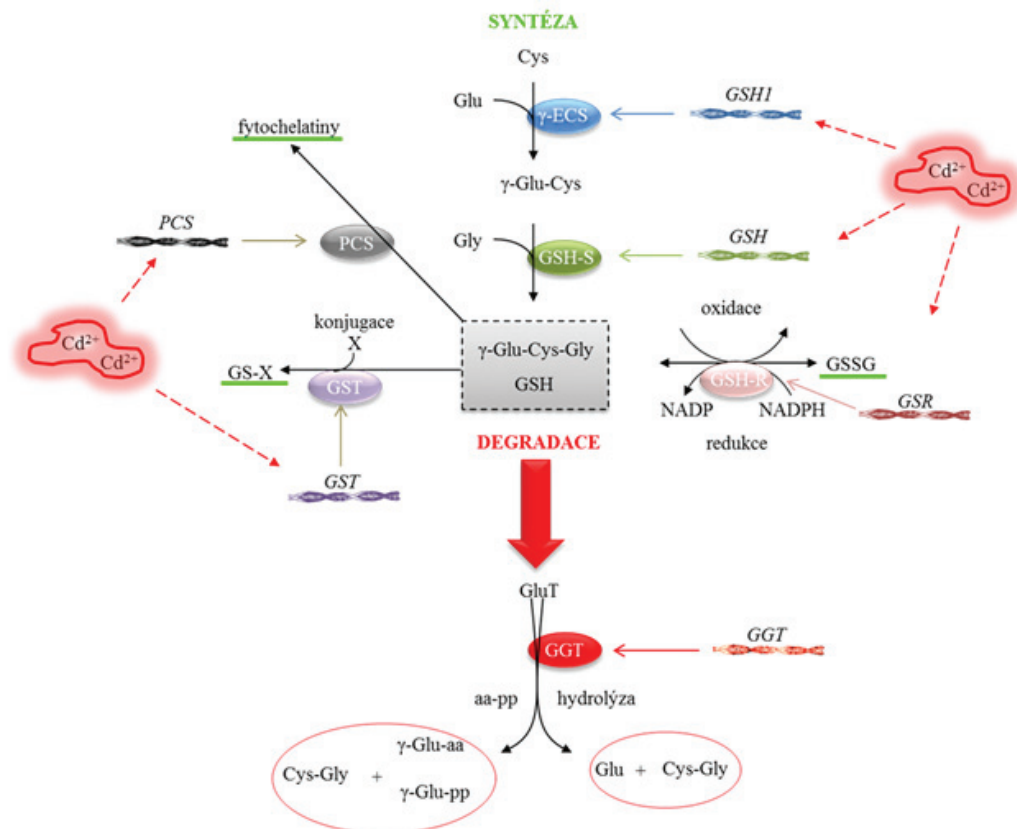 SYNTÉZA
Cys
Glu
γ-ECS
GSH1
fytochelatiny
Cd2+
Cd2+
γ-Glu-Cys
PCS
PCS
Gly
GSH-S
GSH
oxidace
konjugace
X
Cd2+
Cd2+
γ-Glu-Cys-Gly
GSH
GS-X
GST
GSH-R
GSSG
NADP
NADPH
GSR
redukce
DEGRADACE
GST
GluT
GGT
GGT
aa-pp
hydrolýza
Cys-Gly
+
γ-Glu-aa
γ-Glu-pp
Glu + Cys-Gly